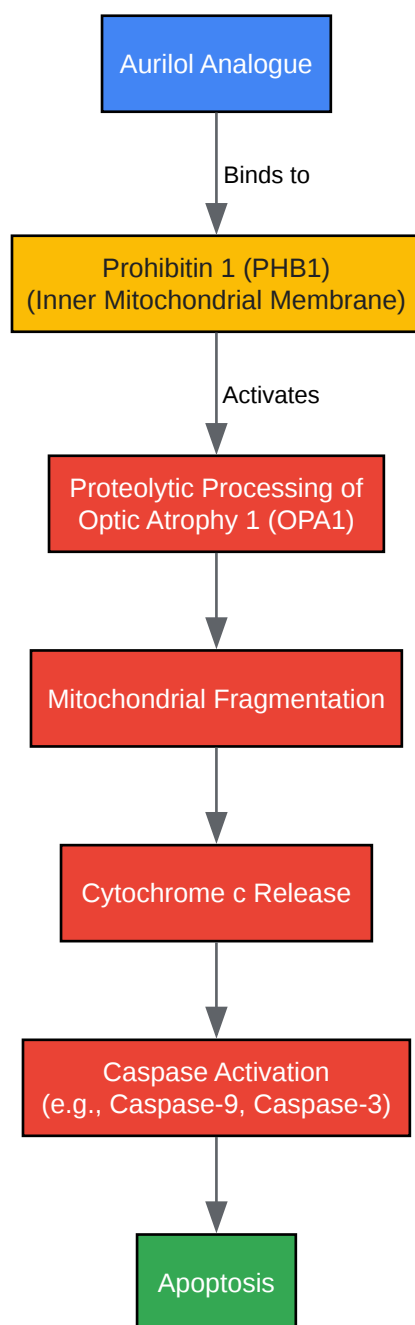 Aurilol Analogue
Binds to
Prohibitin 1 (PHB1)
(Inner Mitochondrial Membrane)
Activates
Proteolytic Processing of
Optic Atrophy 1 (OPA1)
Mitochondrial Fragmentation
Cytochrome c Release
Caspase Activation
(e.g., Caspase-9, Caspase-3)
Apoptosis